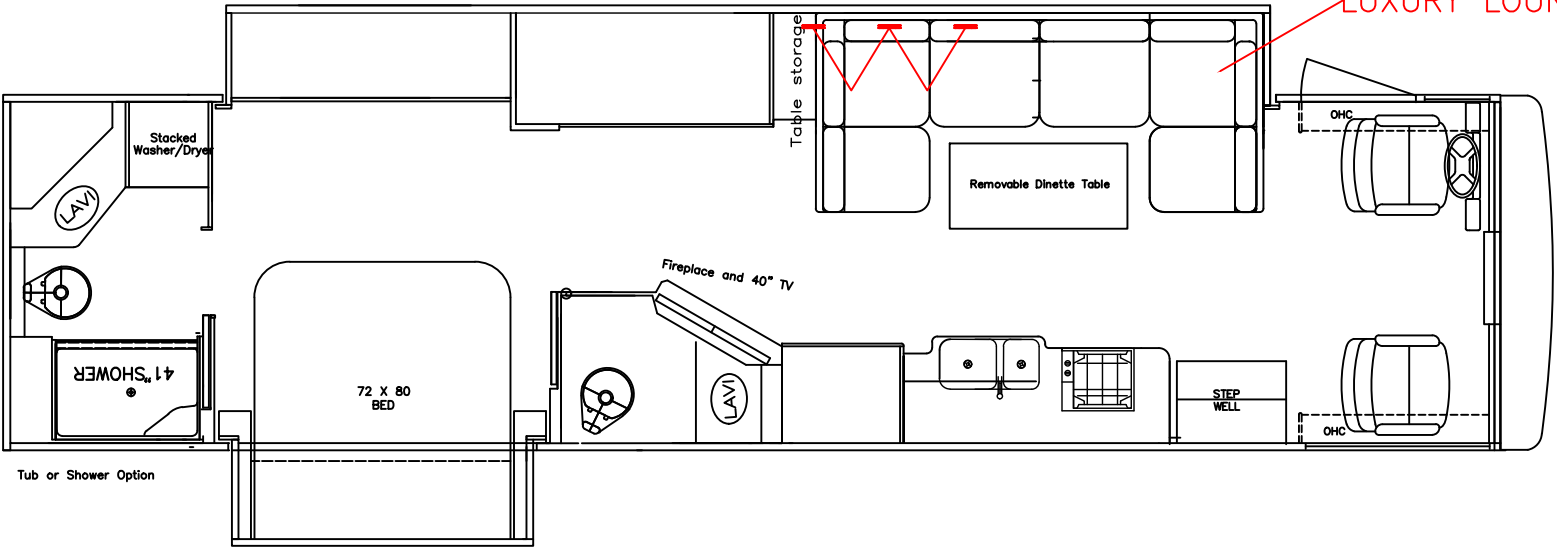 LUXURY LOUN
Table storage
OHC
Stacked
Washer/Dryer
LAVI
Removable Dinette Table
Fireplace and 40" TV
41"SHOWER
72 X 80
BED
LAVI
STEP
WELL
OHC
Tub or Shower Option